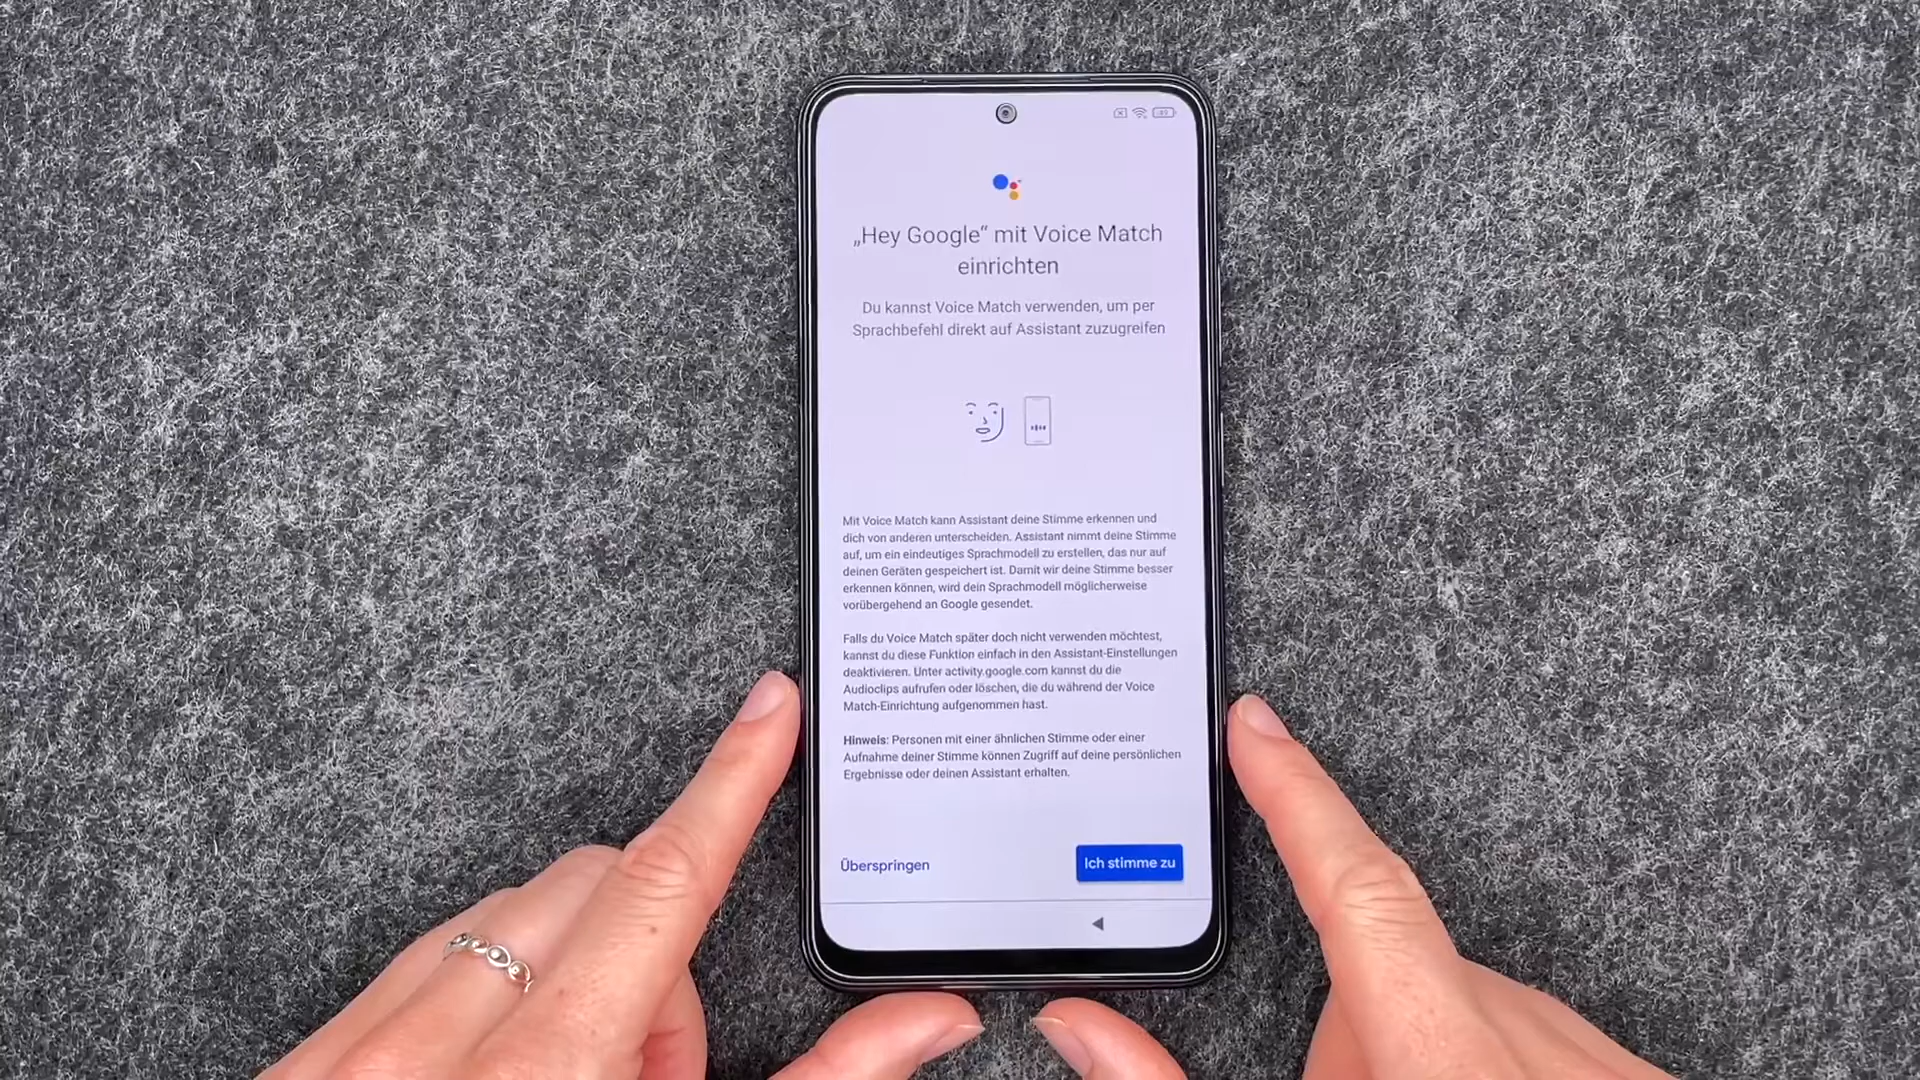 „Hey Google“ mit Voice Match
einrichten
Du kannst Voice Match verwenden, um per
Sprachbefehl direkt auf Assistant zuzugreifen
Mit Voice Match kann Assistant deine Stimme erkennen und
dich von anderen unterscheiden. Assistant nimmt deine Stimme
auf, um ein eindeutiges Sprachmodell zu erstellen, das nur auf
deinen Geräten gespeichert ist. Damit wir deine Stimme besser
erkennen können, wird dein Sprachmodell möglicherweise
vorübergehend an Google gesendet.
Falls du Voice Match später doch nicht verwenden möchtest,
kannst du diese Funktion einfach in den Assistant-Einstellungen
deaktivieren. Unter activity.google.com kannst du die
Audioclips aufrufen oder löschen, die du während der Voice
Match-Einrichtung aufgenommen hast.
Hinweis: Personen mit einer ähnlichen Stimme oder einer
Aufnahme deiner Stimme können Zugriff auf deine persönlichen
Ergebnisse oder deinen Assistant erhalten.
Überspringen
Ich stimme zu